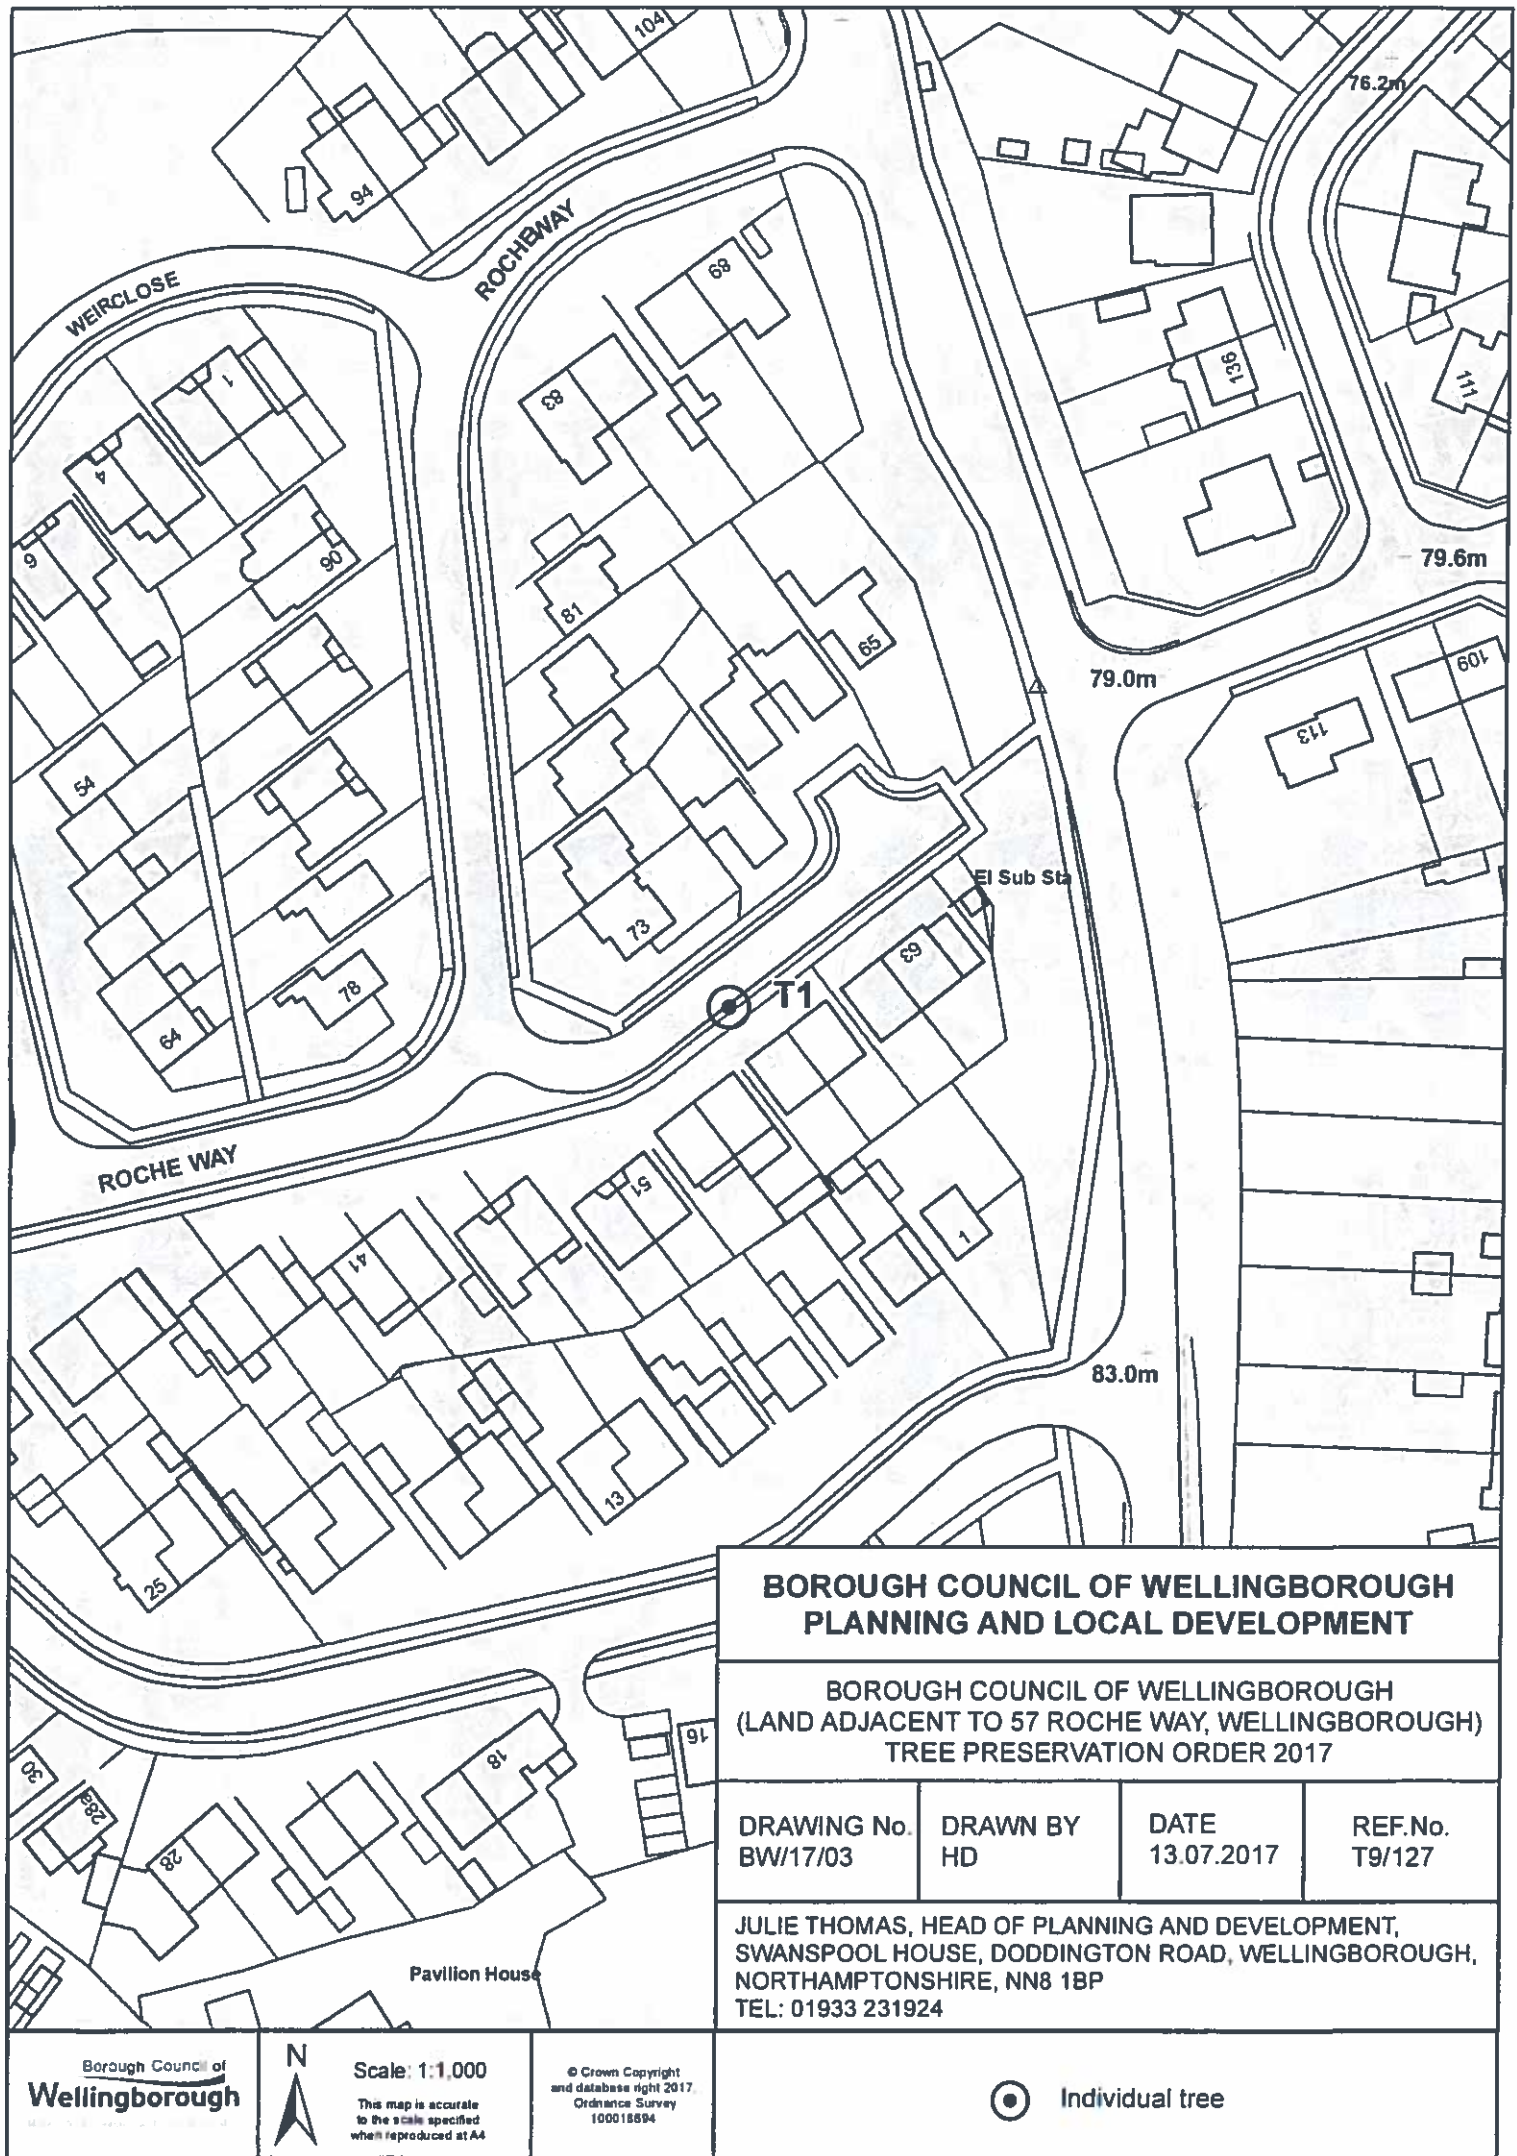 104
76.2m
94
ROCHEWAY
WEIRCLOSE
89
1
136
111
83
4
6
90
79.6m
81
65
79.0m
109
113
54
73
El Sub Sta
63
78
T1
64
ROCHE WAY
51
41
1
83.0m
13
25
18
16
30
28a
28
Pavilion House
BOROUGH COUNCIL OF WELLINGBOROUGH
PLANNING AND LOCAL DEVELOPMENT
BOROUGH COUNCIL OF WELLINGBOROUGH
(LAND ADJACENT TO 57 ROCHE WAY, WELLINGBOROUGH)
TREE PRESERVATION ORDER 2017
DRAWING No.
BW/17/03
DRAWN BY
HD
DATE
13.07.2017
REF.No.
T9/127
JULIE THOMAS, HEAD OF PLANNING AND DEVELOPMENT,
SWANSPOOL HOUSE, DODDINGTON ROAD, WELLINGBOROUGH,
NORTHAMPTONSHIRE, NN8 1BP
TEL: 01933 231924
Borough Council of
Wellingborough
N
Scale: 1:1,000
This map is accurate
to the scale specified
when reproduced at A4
© Crown Copyright
and database right 2017.
Ordnance Survey
100018694
Individual tree